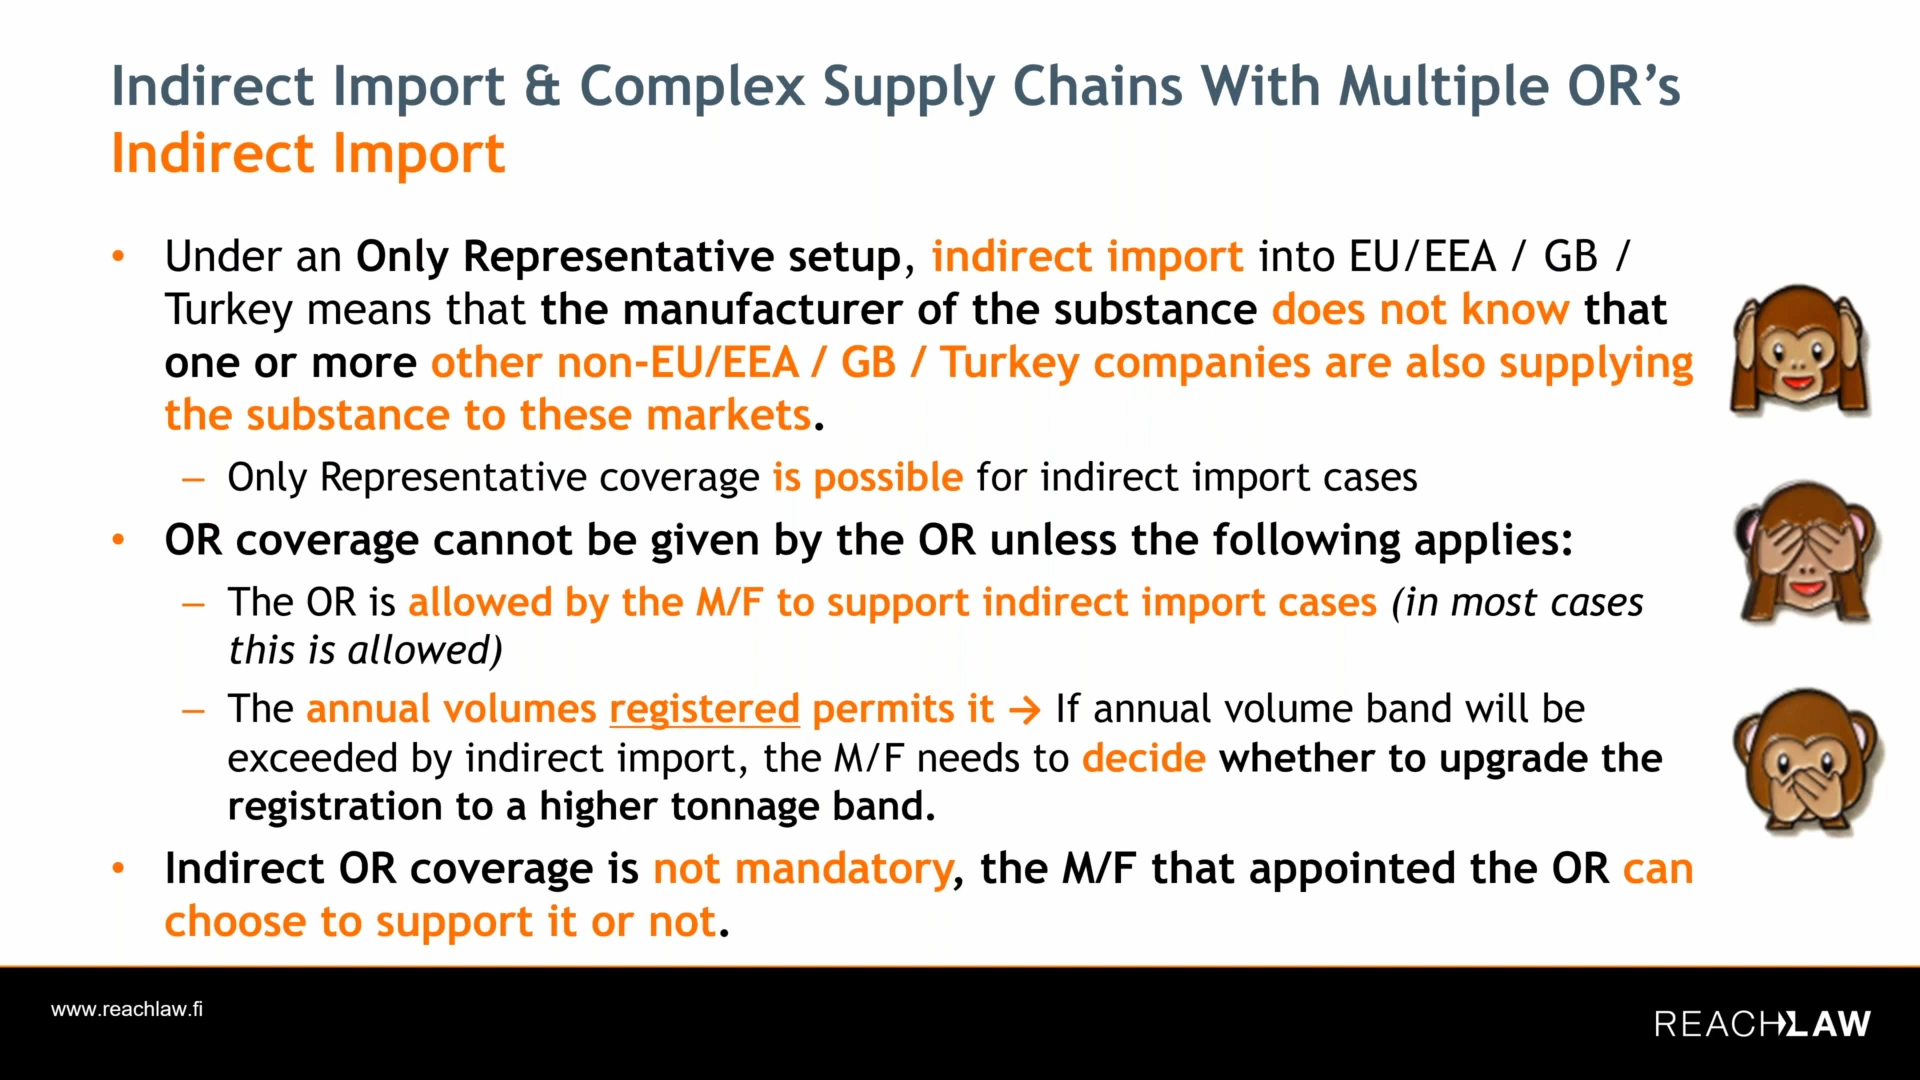 Indirect Import & Complex Supply Chains With Multiple OR’s
Indirect Import
• Under an Only Representative setup, indirect import into EU/EEA / GB /
Turkey means that the manufacturer of the substance does not know that
one or more other non-EU/EEA / GB / Turkey companies are also supplying
the substance to these markets.
– Only Representative coverage is possible for indirect import cases
• OR coverage cannot be given by the OR unless the following applies:
– The OR is allowed by the M/F to support indirect import cases (in most cases
this is allowed)
– The annual volumes registered permits it → If annual volume band will be
exceeded by indirect import, the M/F needs to decide whether to upgrade the
registration to a higher tonnage band.
• Indirect OR coverage is not mandatory, the M/F that appointed the OR can
choose to support it or not.
www.reachlaw.fi
REACHLAW